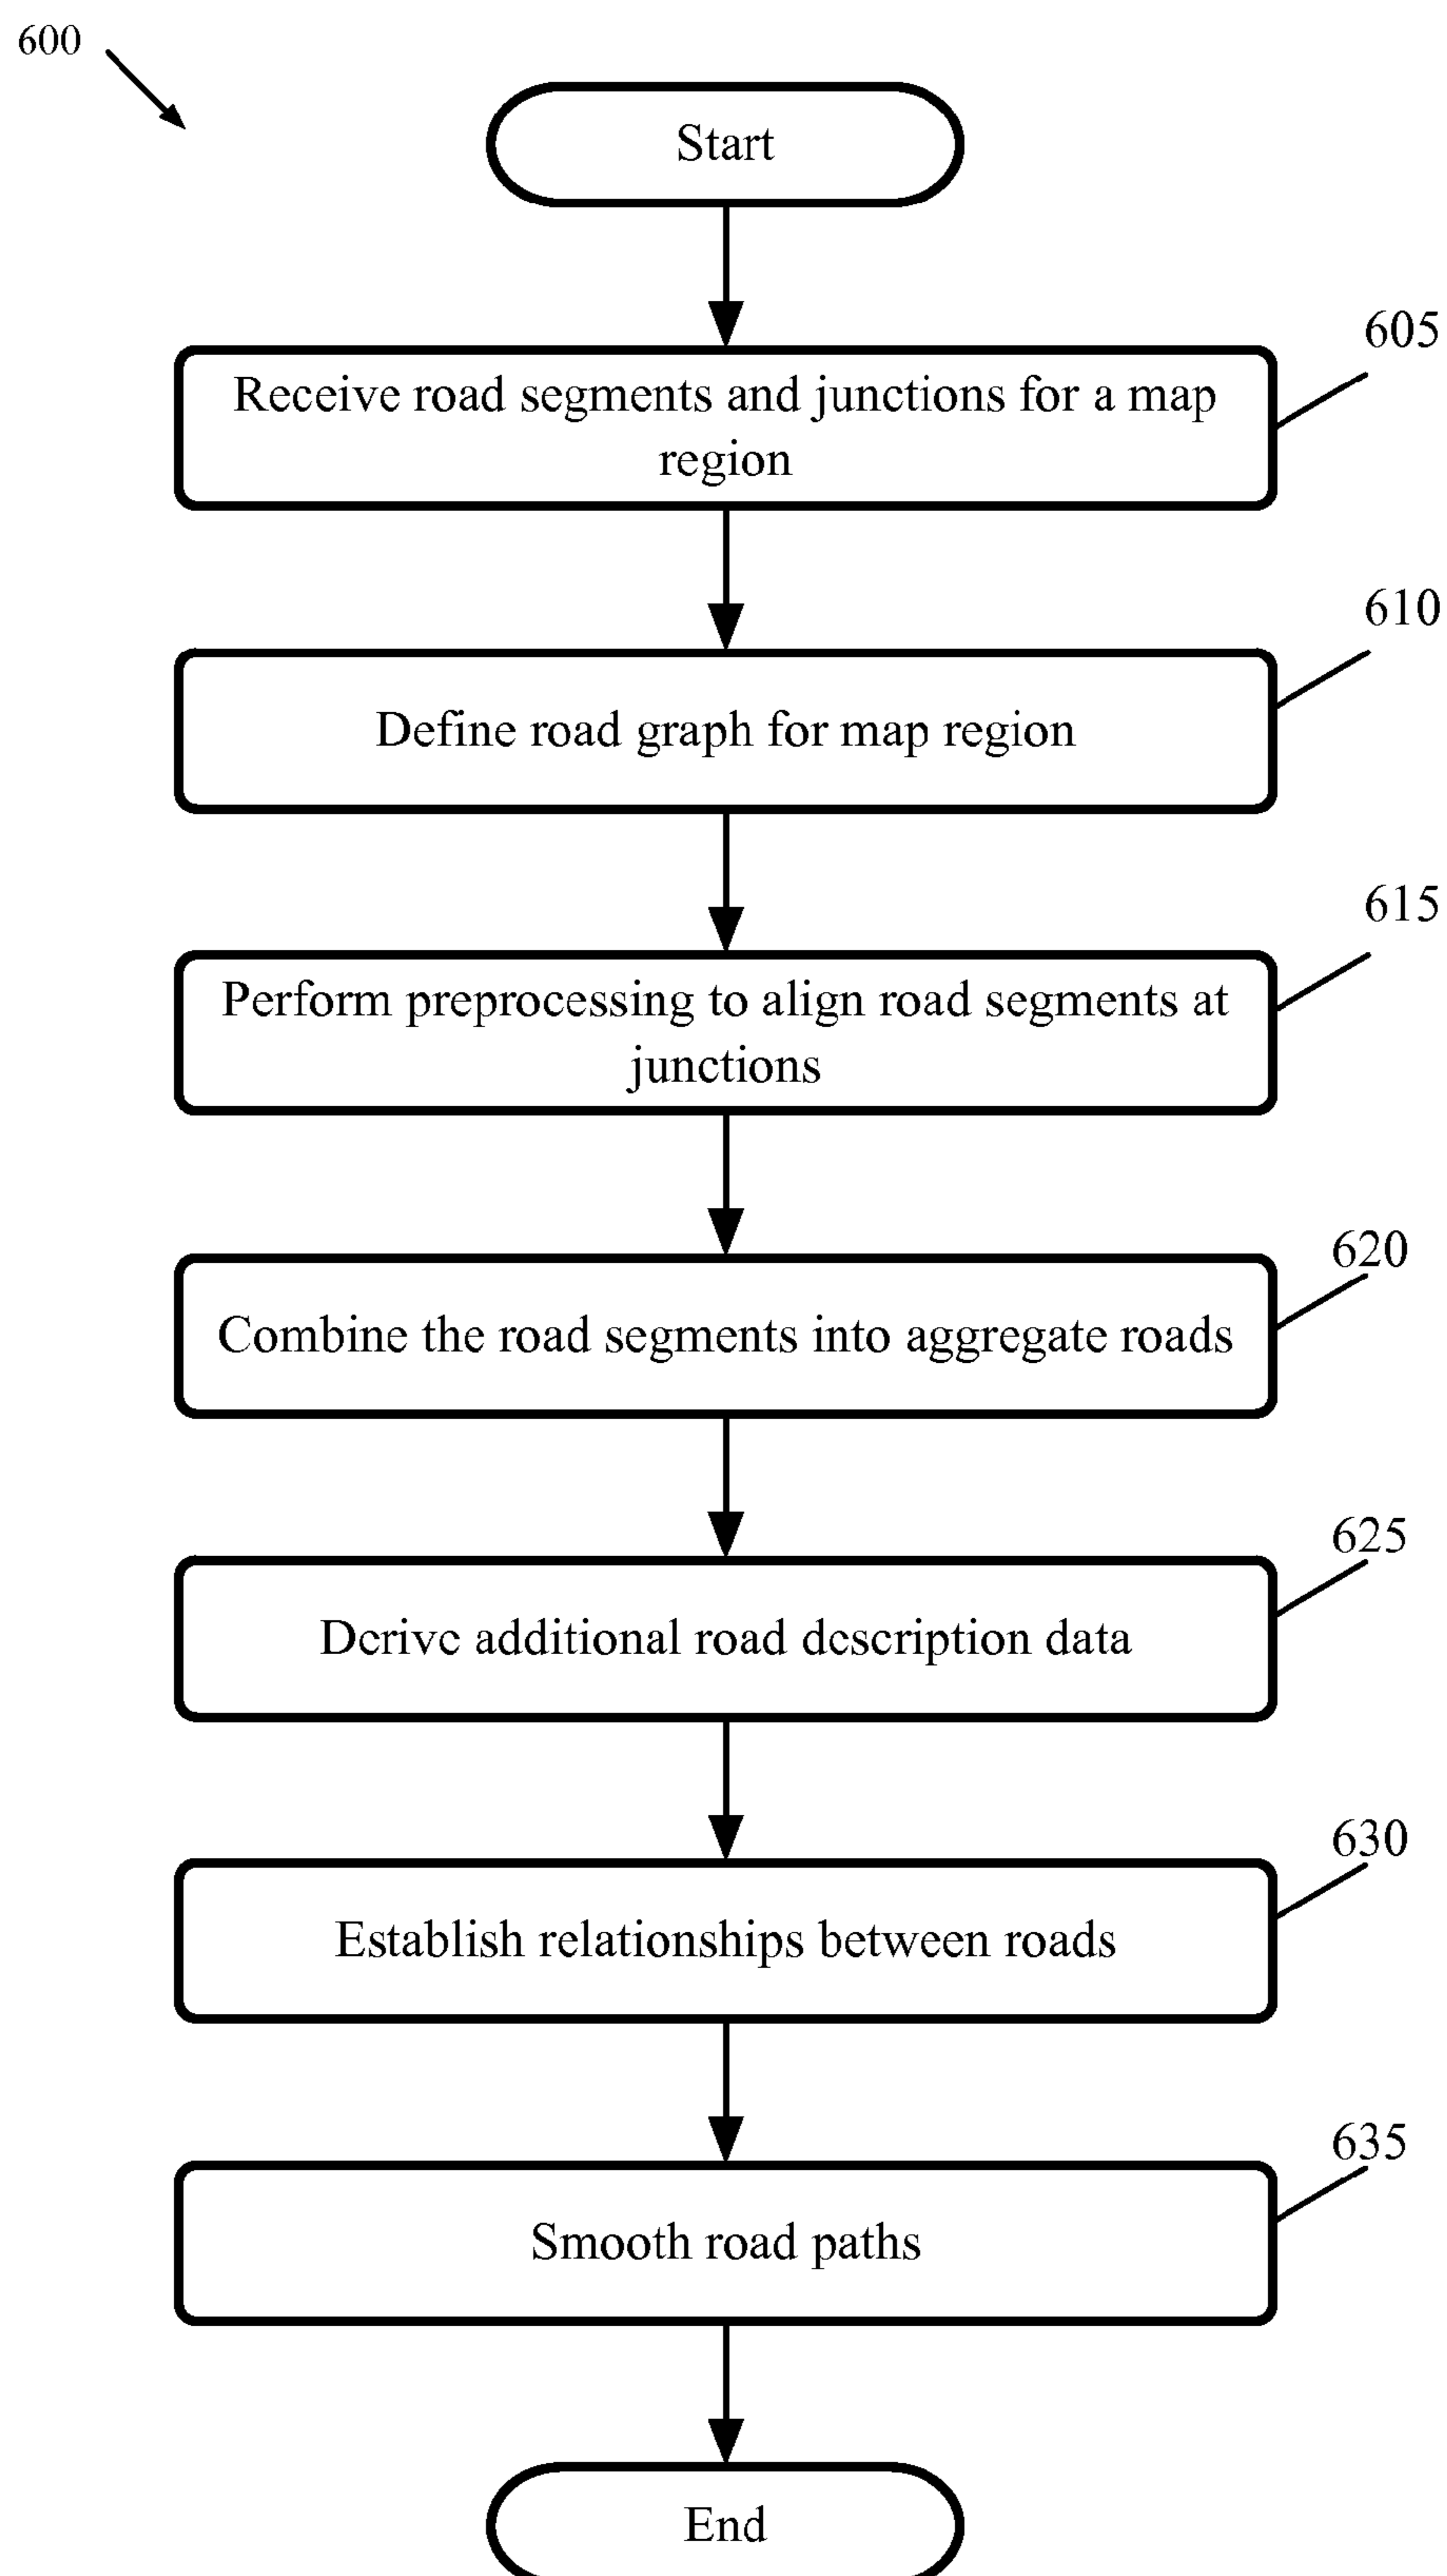 600
Start
605
Receive road segments and junctions for a map
region
610
Define road graph for map region
615
Perform preprocessing to align road segments at
junctions
620
Combine the road segments into aggregate roads
625
Derive additional road description data
630
Establish relationships between roads
635
Smooth road paths
End